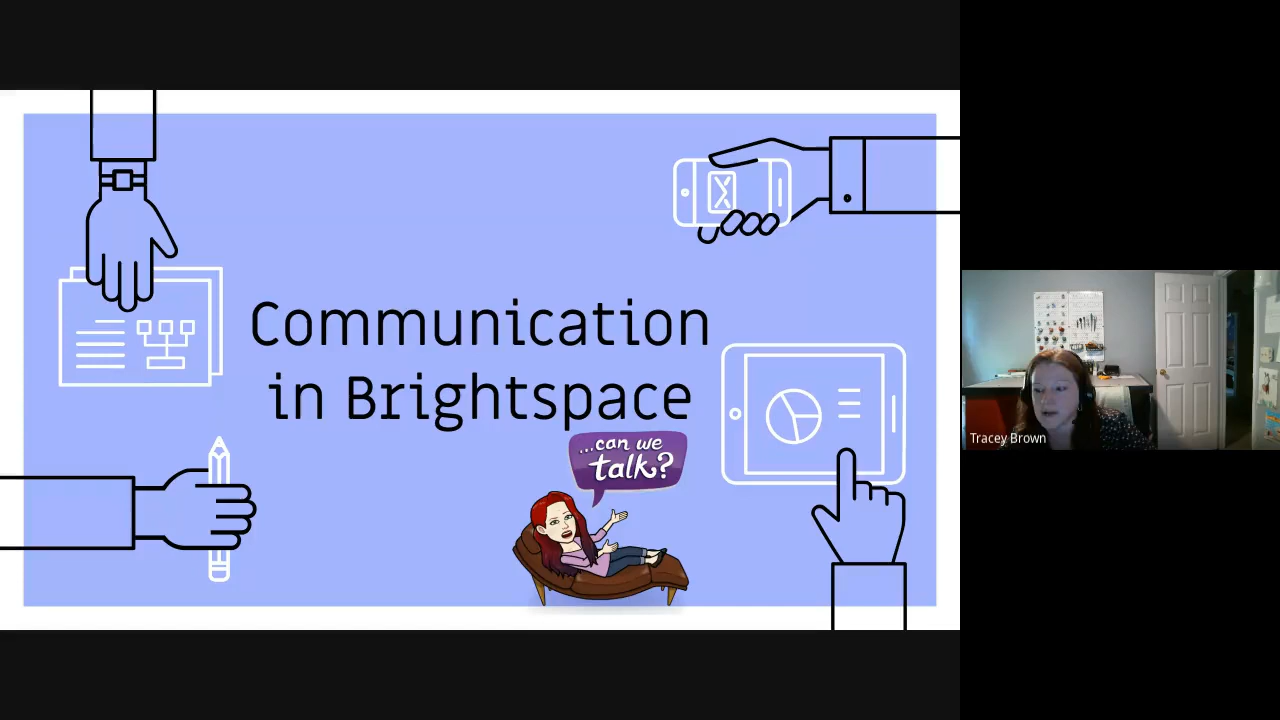 Communication
in Brightspace
...can we
talk?
Tracey Brown